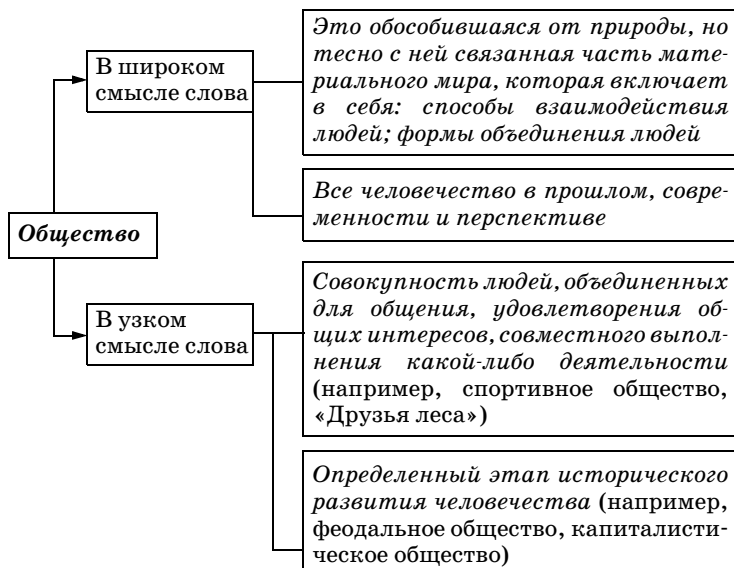 Общество
В широком
смысле слова
Это обособившаяся от природы, но
тесно с ней связанная часть мате-
риального мира, которая включает
в себя: способы взаимодействия
людей; формы объединения людей
Все человечество в прошлом, совре-
менности и перспективе
В узком
смысле слова
Совокупность людей, объединенных
для общения, удовлетворения об-
щих интересов, совместного выпол-
нения какой-либо деятельности
(например, спортивное общество,
«Друзья леса»)
Определенный этап исторического
развития человечества (например,
феодальное общество, капиталисти-
ческое общество)